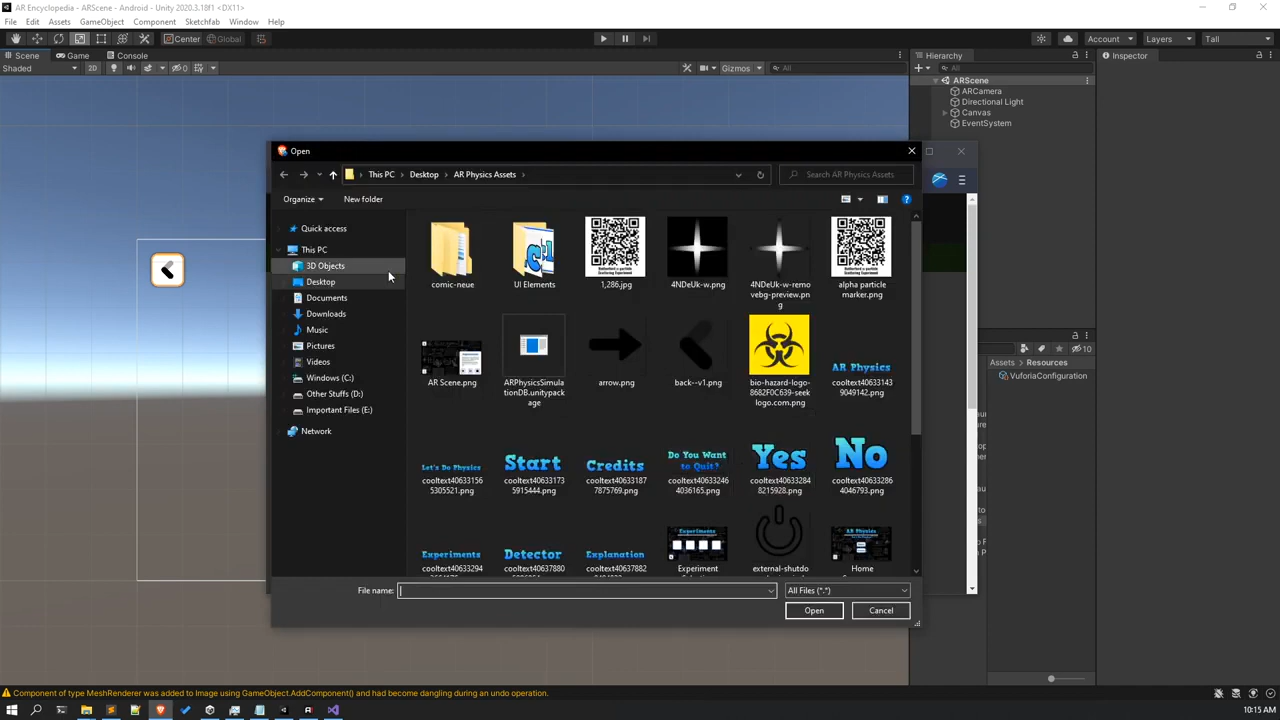 AR Encyclopedia - ARScene - Android - Unity 2020.3.18f1 <DX11>
File Edit Assets GameObject Component Sketchfab Window Help
Center Global Account Layers Tall
Scene Game Console Hierarchy Inspector
Shaded 2D 0 Gizmos All All
ARScene
ARCamera
Directional Light
Canvas
EventSystem
Open
This PC Desktop AR Physics Assets Search AR Physics Assets
Organize New folder
Quick access
This PC
3D Objects
Desktop
Documents
Downloads
Music
Pictures
Videos
Windows (C:)
Other Stuffs (D:)
Important Files (E:)
Network
comic-neue
UI Elements
1,286.jpg
4NDeUk-w.png
4NDeUk-w-remo
vebg-preview.pn
g
alpha particle
marker.png
AR Scene.png
ARPhysicsSimula
tionDB.unitypack
age
arrow.png
back--v1.png
bio-hazard-logo-
8682F0C639-seek
logo.com.png
AR Physics
cooltext40633143
9049142.png
Let's Do Physics
cooltext40633156
5305521.png
Start
cooltext40633173
5915444.png
Credits
cooltext40633187
7875769.png
Do You Want
to Quit?
cooltext40633246
4036165.png
Yes
cooltext40633284
8215928.png
No
cooltext40633286
4046793.png
Experiments
cooltext40633294
Detector
cooltext40637880
Explanation
cooltext40637882
Experiments
Experiment
external-shutdo
AR Physics
Home
File name: All Files (*.*)
Open Cancel
10
Assets Resources
VuforiaConfiguration
Component of type MeshRenderer was added to Image using GameObject.AddComponent() and had become dangling during an undo operation.
10:15 AM